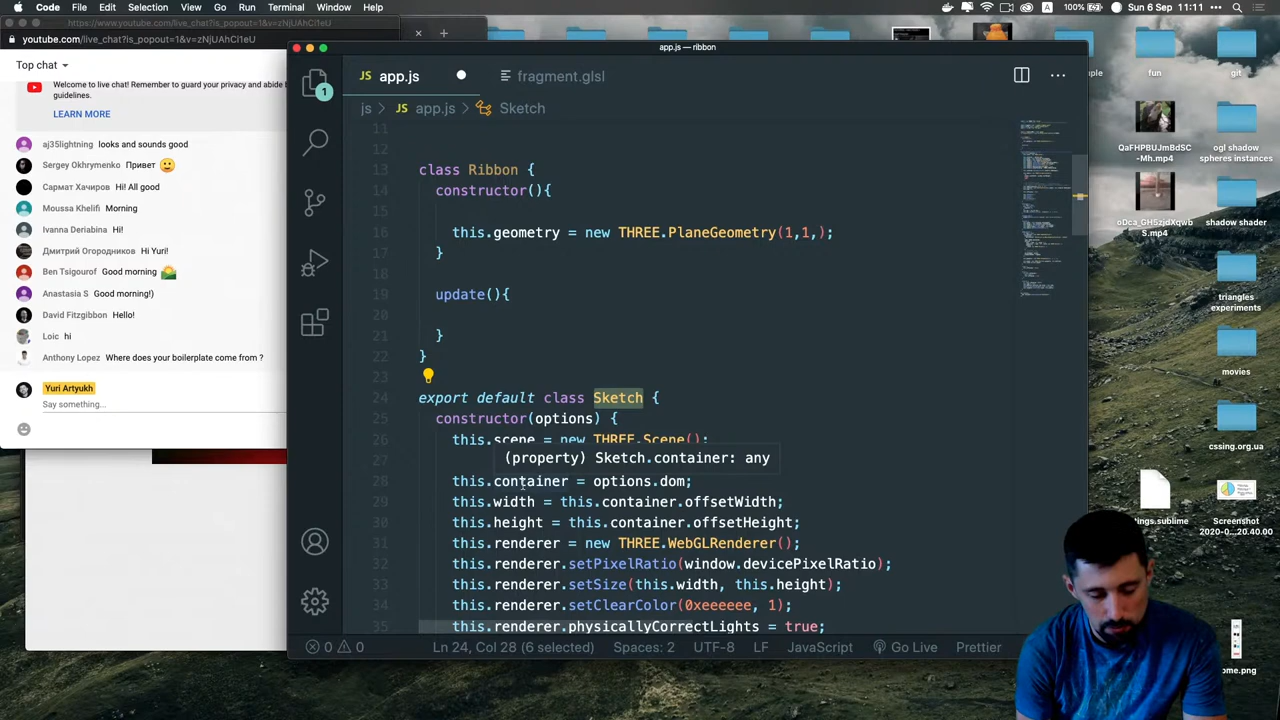 Code File Edit Selection View Go Run Terminal Window Help
100% Sun 6 Sep 11:11
https://www.youtube.com/live_chat?is_popout=1&v=zNjUAhCl1eU
youtube.com/live_chat?is_popout=1&v=zNjUAhCl1eU
Top chat
Welcome to live chat! Remember to guard your privacy and abide b
guidelines.
LEARN MORE
aj35lightning looks and sounds good
Sergey Okhrymenko Привет
Сармат Хачиров Hi! All good
Moussa Khelifi Morning
Ivanna Deriabina Hi!
Дмитрий Огородников Hi Yuri!
Ben Tsigourof Good morning
Anastasia S Good morning!)
David Fitzgibbon Hello!
Loic hi
Anthony Lopez Where does your boilerplate come from ?
Yuri Artyukh
Say something...
app.js — ribbon
JS app.js
fragment.glsl
js > JS app.js > Sketch
1
11
12
13 class Ribbon {
14 constructor(){
15
16 this.geometry = new THREE.PlaneGeometry(1,1,);
17 }
18
19 update(){
20
21 }
22 }
23
24 export default class Sketch {
25 constructor(options) {
26 this.scene = new THREE.Scene();
27
(property) Sketch.container: any
28 this.container = options.dom;
29 this.width = this.container.offsetWidth;
30 this.height = this.container.offsetHeight;
31 this.renderer = new THREE.WebGLRenderer();
32 this.renderer.setPixelRatio(window.devicePixelRatio);
33 this.renderer.setSize(this.width, this.height);
34 this.renderer.setClearColor(0xeeeeee, 1);
35 this.renderer.physicallyCorrectLights = true;
0 0 Ln 24, Col 28 (6 selected) Spaces: 2 UTF-8 LF JavaScript Go Live Prettier
fun
git
QaFHPBUJmBdSC
-Mh.mp4
ogl shadow
spheres instances
shadow shader
triangles
experiments
movies
cssing.org.ua
Screenshot
2020-0...20.40.00